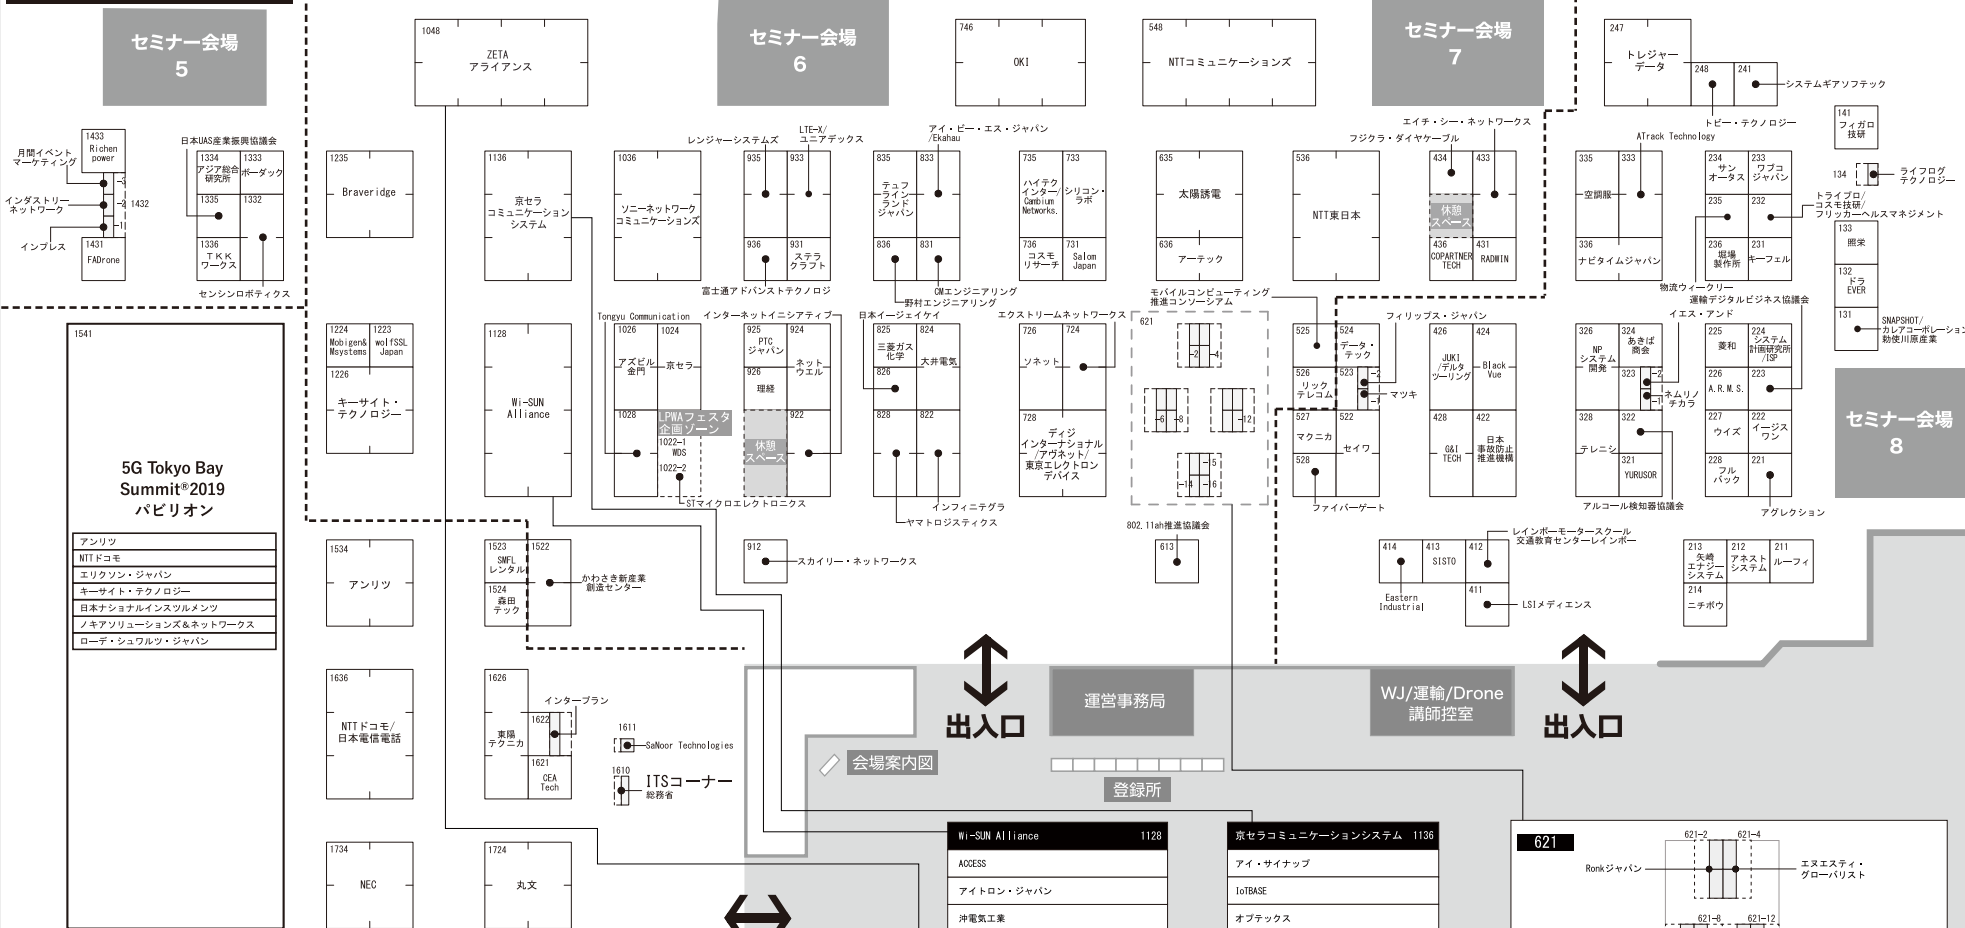 セミナー会場
5
1048
ZETA
アライアンス
セミナー会場
6
746
OKI
548
NTTコミュニケーションズ
セミナー会場
7
247
トレジャー
データ
248
241
システムギアソフテック
トビー・テクノロジー
141
フィガロ
技研
134
ライフログ
テクノロジー
133
照栄
132
ドラ
EVER
131
SNAPSHOT/
カレアコーポレーション
勅使川原産業
月間イベント
マーケティング
インダストリー
ネットワーク
インプレス
1433
Richen
power
-3
-2
-1
1432
1431
FADrone
日本UAS産業振興協議会
1334
アジア総合
研究所
1333
ボーダック
1335
1332
1336
TKK
ワークス
センシンロボティクス
1235
Braveridge
1136
京セラ
コミュニケーション
システム
1036
ソニーネットワーク
コミュニケーションズ
レンジャーシステムズ
LTE-X/
ユニアデックス
935
933
936
931
ステラ
クラフト
富士通アドバンストテクノロジ
アイ・ビー・エス・ジャパン
/Ekahau
835
テュフ
ライン
ランド
ジャパン
833
836
831
CMエンジニアリング
野村エンジニアリング
735
ハイテク
インター/
Cambium
Networks.
733
シリコン・
ラボ
736
コスモ
リサーチ
731
Salom
Japan
635
太陽誘電
636
アーテック
536
NTT東日本
エイチ・シー・ネットワークス
フジクラ・ダイヤケーブル
434
433
休憩
スペース
436
COPARTNER
TECH
431
RADWIN
ATrack Technology
335
空調服
333
336
ナビタイムジャパン
234
サン
オータス
233
ワブコ
ジャパン
235
232
トライプロ/
コスモ技研/
フリッカーヘルスマネジメント
236
堀場
製作所
231
キーフェル
物流ウィークリー
運輸デジタルビジネス協議会
1541
5G Tokyo Bay
Summit®2019
パビリオン
アンリツ
NTTドコモ
エリクソン・ジャパン
キーサイト・テクノロジー
日本ナショナルインスツルメンツ
ノキアソリューションズ&ネットワークス
ローデ・シュワルツ・ジャパン
1224
Mobigen&
Msystems
1223
wolfSSL
Japan
1226
キーサイト・
テクノロジー
1128
Wi-SUN
Alliance
Tongyu Communication
1026
アズビル
金門
1024
京セラ
1028
LPWAフェスタ
企画ゾーン
1022-1
WDS
1022-2
STマイクロエレクトロニクス
インターネットイニシアティブ
925
PTC
ジャパン
924
ネット
ウエル
926
理経
休憩
スペース
922
日本イージェイケイ
825
三菱ガス
化学
824
大井電気
826
828
822
インフィニテグラ
ヤマトロジスティクス
エクストリームネットワークス
726
ソネット
724
728
ディジ
インターナショナル
/アヴネット/
東京エレクトロン
デバイス
モバイルコンピューティング
推進コンソーシアム
621
-2
-4
-6
-8
-12
-15
-14
-16
525
524
データ・
テック
526
リック
テレコム
523
-2
-1
フィリップス・ジャパン
マツキ
527
マクニカ
522
セイワ
528
ファイバーゲート
426
JUKI/デルタ
ツーリング
424
Black
Vue
428
G&I
TECH
422
日本
事故防止
推進機構
326
NP
システム
開発
324
あきば
商会
イエス・アンド
323
-2
-1
ネムリノ
チカラ
328
テレニシ
322
321
YURUSOR
アルコール検知器協議会
225
菱和
224
システム
計画研究所
/ISP
226
A.R.M.S.
223
227
ウイズ
222
イージス
ワン
228
フル
バック
221
アグレクション
セミナー会場
8
1534
アンリツ
1523
SMFL
レンタル
1522
かわさき新産業
創造センター
1524
森田
テック
912
スカイリー・ネットワークス
802.11ah推進協議会
613
414
413
SISTO
412
レインボーモータースクール
交通教育センターレインボー
Eastern
Industrial
411
LSIメディエンス
213
矢崎
エナジー
システム
212
アネスト
システム
211
ルーフィ
214
ニチボウ
1636
NTTドコモ/
日本電信電話
1626
東陽
テクニカ
インタープラン
1622
1621
CEA
Tech
1611
SaNoor Technologies
1610
ITSコーナー
総務省
出入口
運営事務局
WJ/運輸/Drone
講師控室
出入口
会場案内図
登録所
1734
NEC
1724
丸文
Wi-SUN Alliance 1128
ACCESS
アイトロン・ジャパン
沖電気工業
京セラコミュニケーションシステム 1136
アイ・サイナップ
IoTBASE
オプテックス
621
621-2
621-4
Ronkジャパン
エヌエスティ・
グローバリスト
621-8
621-12